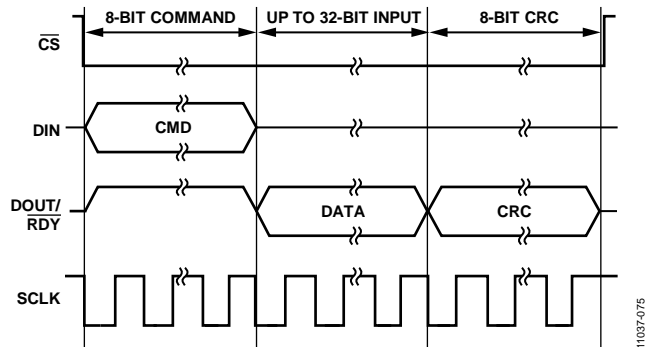 8-BIT COMMAND UP TO 32-BIT INPUT 8-BIT CRC
CS
DIN
CMD
DOUT/
RDY
DATA
CRC
SCLK
11037-075